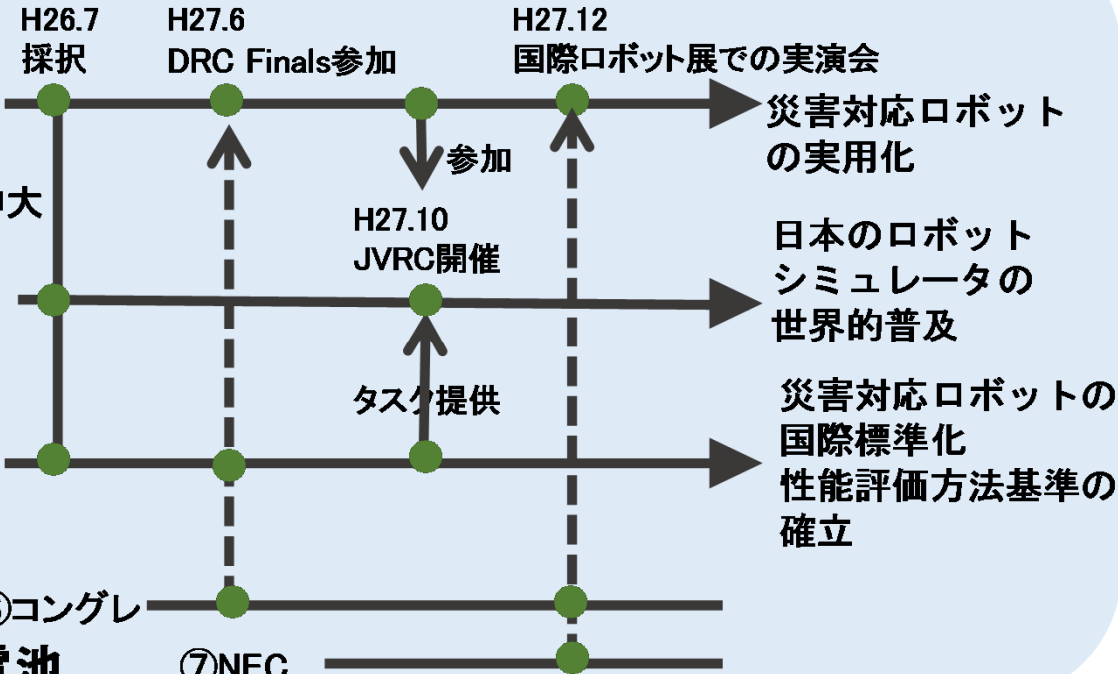 H26.7
採択
H27.6
DRC Finals参加
H27.12
国際ロボット展での実演会
災害対応ロボット
の実用化
参加
大
H27.10
JVRC開催
日本のロボット
シミュレータの
世界的普及
タスク提供
災害対応ロボットの
国際標準化
性能評価方法基準の
確立
コングレ
電池
⑦NEC